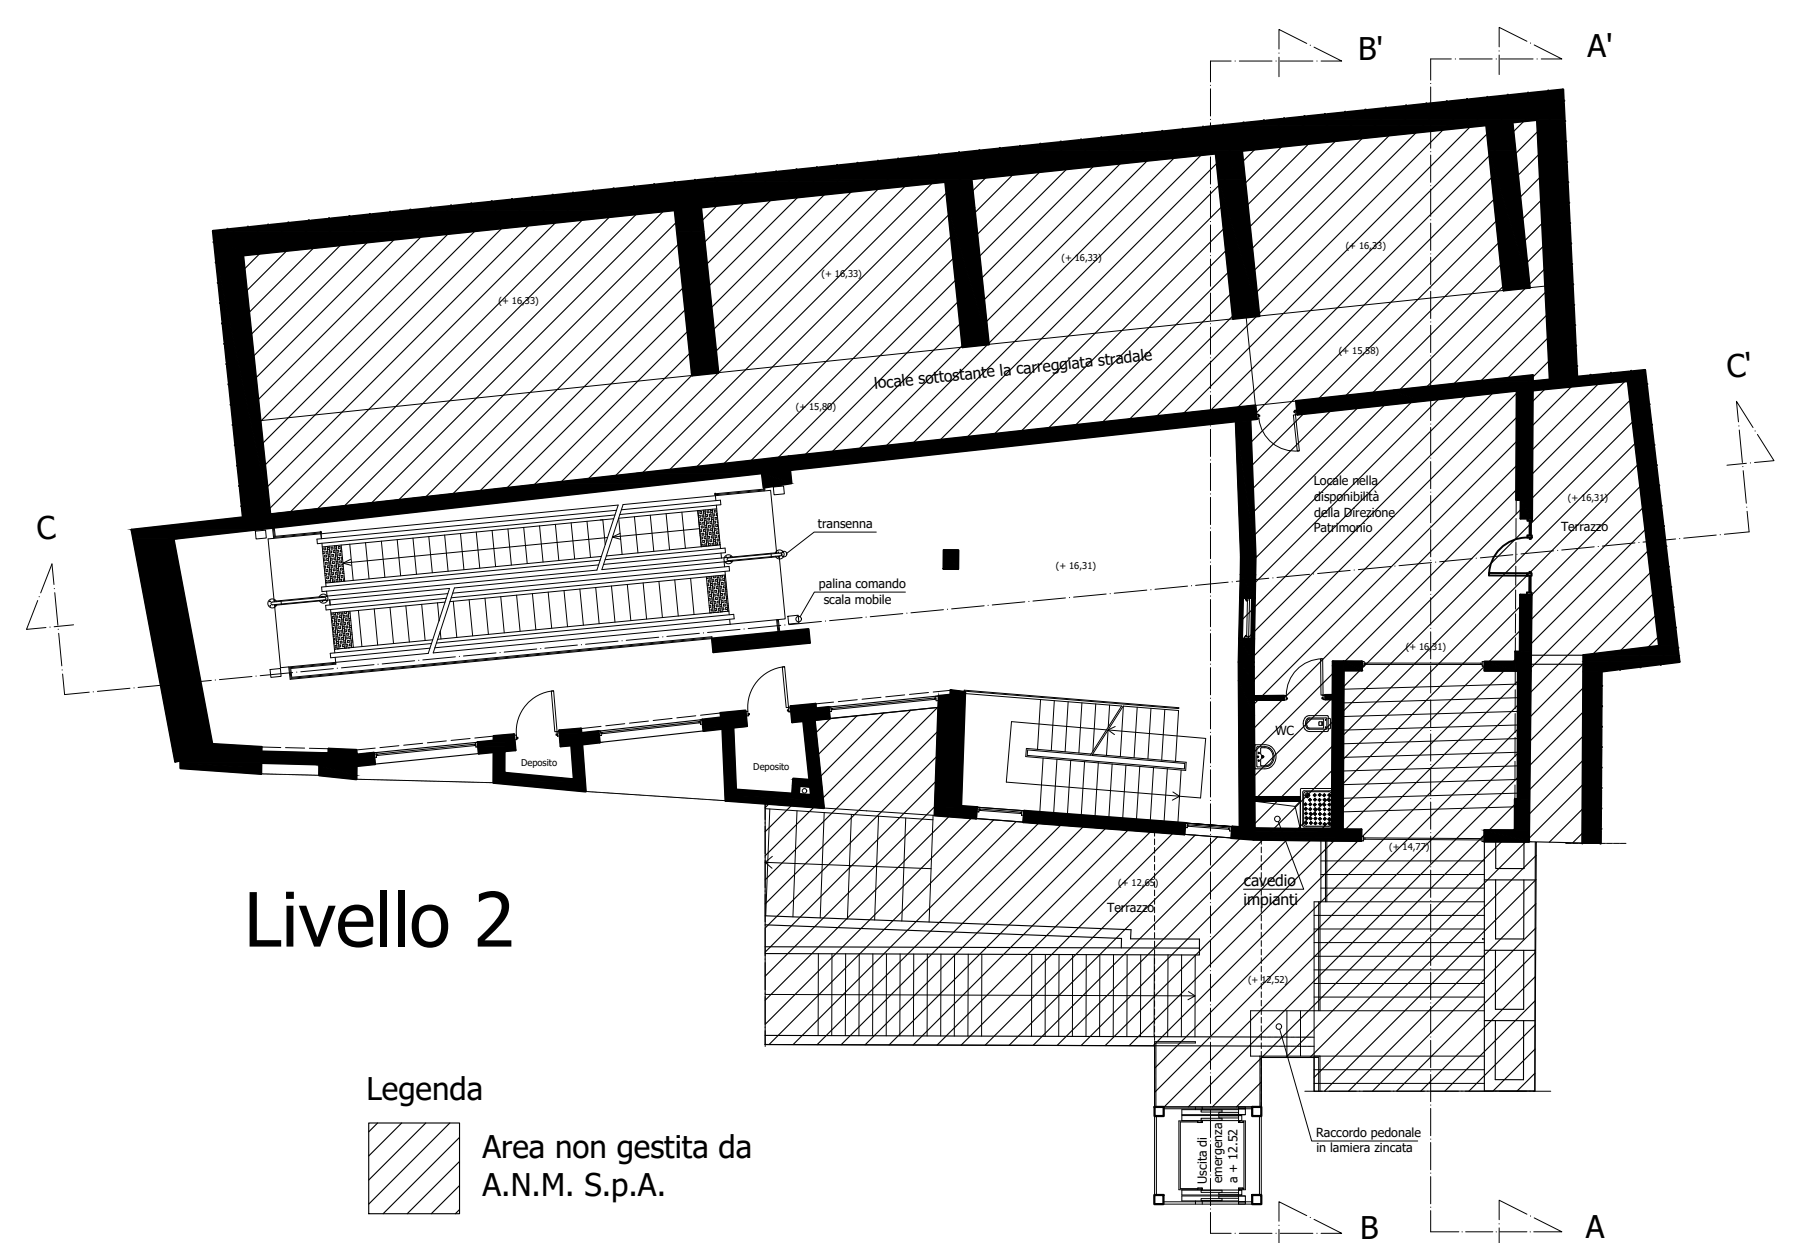 B'
A'
(+ 16,33)
(+ 16,33)
(+ 16,33)
(+ 16,33)
locale sottostante la carreggiata stradale
(+ 15,58)
(+ 15,80)
C'
C
Locale nella
disponibilità
della Direzione
Patrimonio
(+ 16,31)
Terrazzo
transenna
(+ 16,31)
palina comando
scala mobile
(+ 16,31)
WC
Deposito
Deposito
(+ 14,77)
(+ 12,65)
Terrazzo
cavedio
impianti
Livello 2
(+ 12,52)
Legenda
Area non gestita da
A.N.M. S.p.A.
Raccordo pedonale
in lamiera zincata
Uscita di
emergenza
a + 12.52
B
A